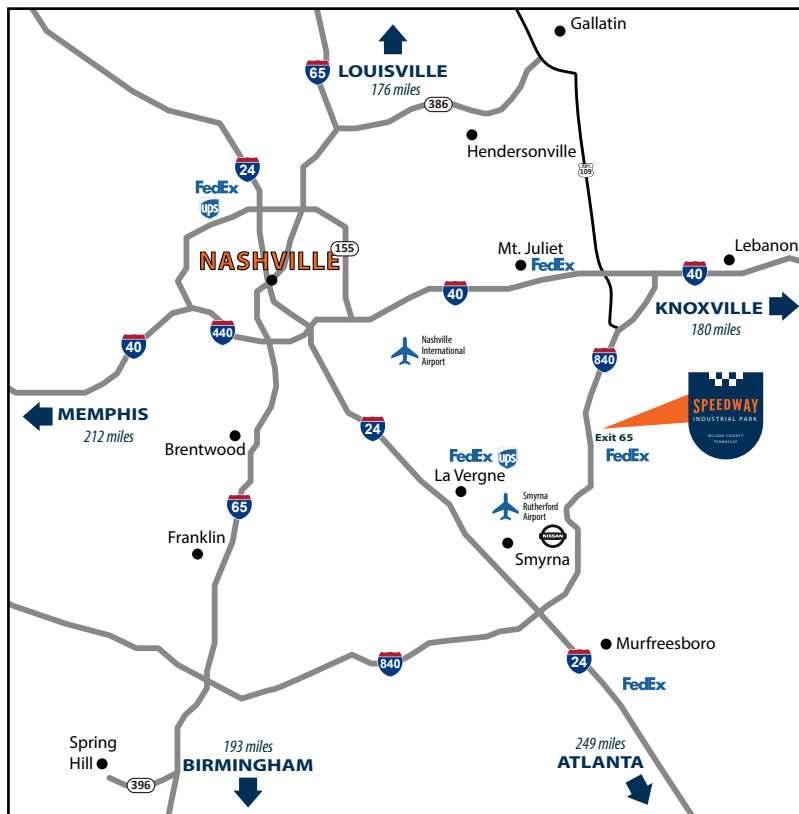 Gallatin
65
LOUISVILLE
176 miles
386
Hendersonville
24
FedEx
ups
109
155
NASHVILLE
Mt. Juliet
FedEx
Lebanon
40
40
KNOXVILLE
180 miles
440
40
Nashville
International
Airport
840
MEMPHIS
212 miles
SPEEDWAY
INDUSTRIAL PARK
WILSON COUNTY
TENNESSEE
Exit 65
FedEx
24
Brentwood
FedEx
ups
La Vergne
65
Smyrna
Rutherford
Airport
NISSAN
Franklin
Smyrna
Murfreesboro
840
24
FedEx
Spring
Hill
396
193 miles
BIRMINGHAM
249 miles
ATLANTA